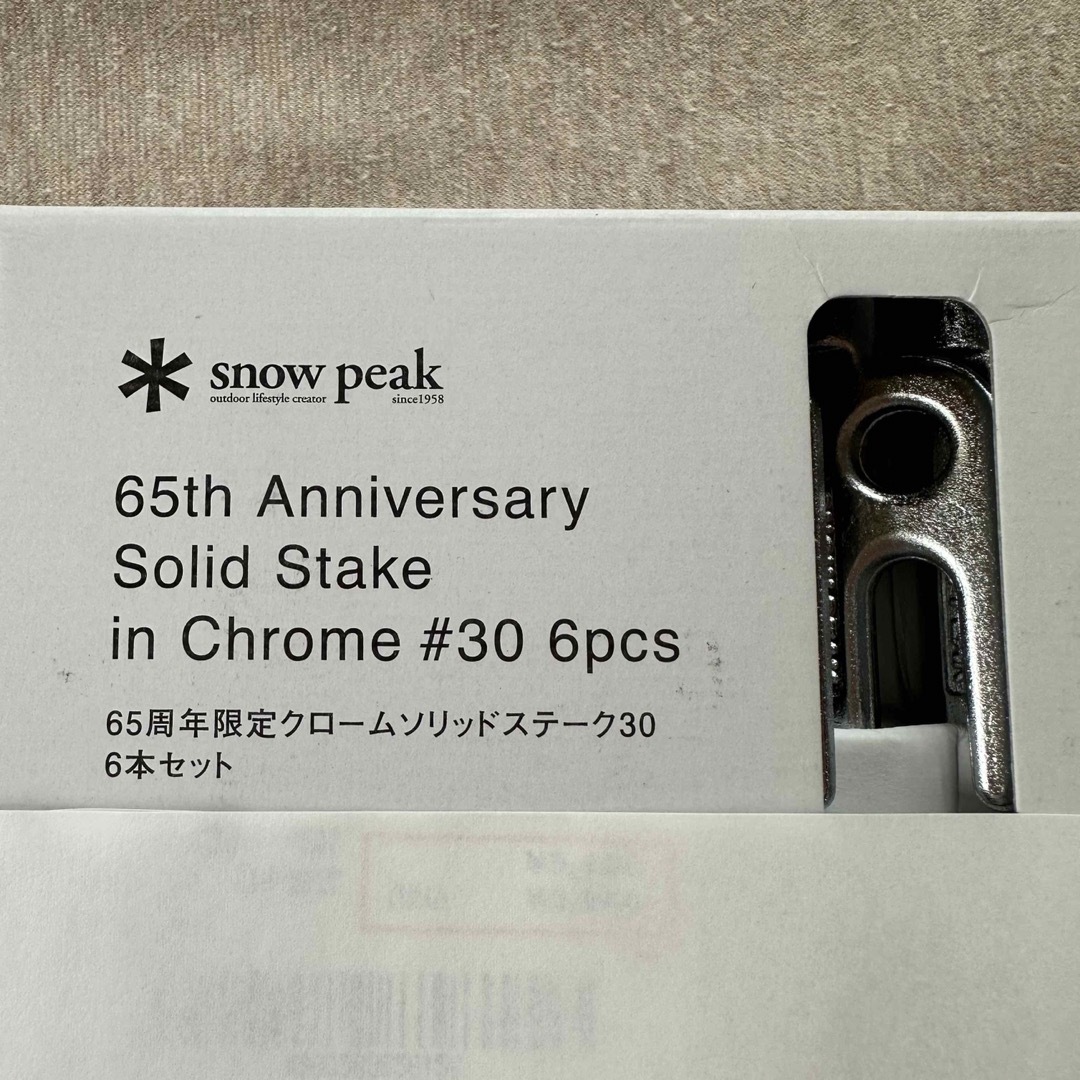 snow peak
outdoor lifestyle creator since1958
65th Anniversary
Solid Stake
in Chrome #30 6pcs
65周年限定クロームソリッドステーク30
6本セット